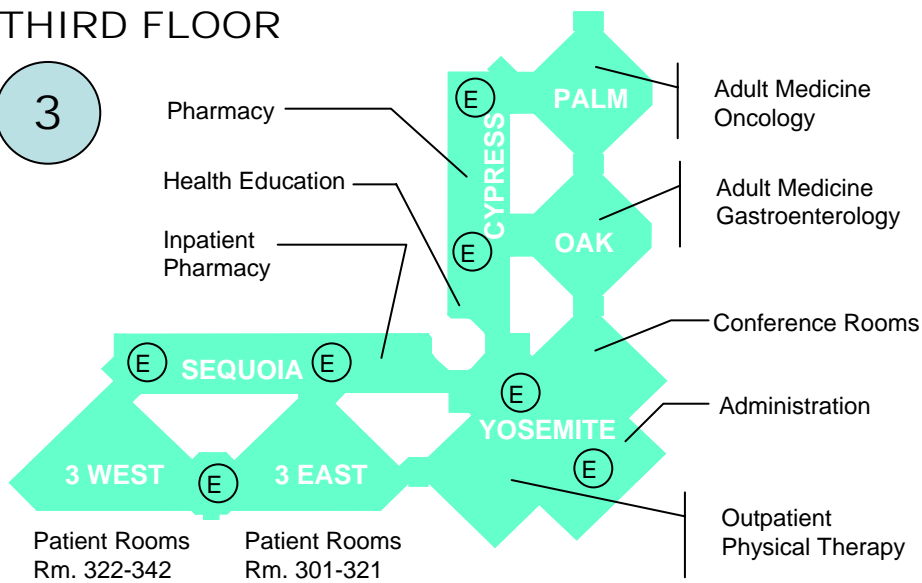 THIRD FLOOR
3
Pharmacy
Health Education
Inpatient
Pharmacy
E
CYPRESS
E
PALM
Adult Medicine
Oncology
OAK
Adult Medicine
Gastroenterology
Conference Rooms
E
SEQUOIA
E
E
YOSEMITE
Administration
3 WEST
E
3 EAST
E
Outpatient
Physical Therapy
Patient Rooms
Rm. 322-342
Patient Rooms
Rm. 301-321